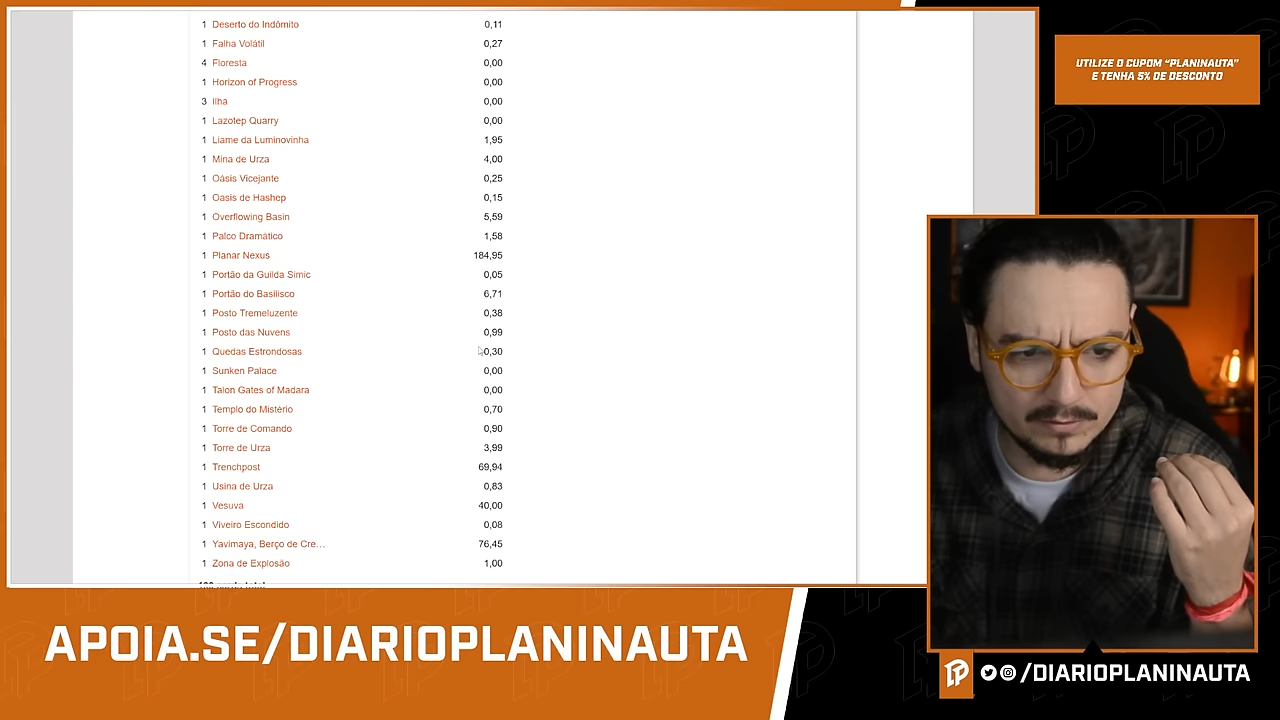 1 Deserto do Indômito 0,11
1 Falha Volátil 0,27
4 Floresta 0,00
1 Horizon of Progress 0,00
3 Ilha 0,00
1 Lazotep Quarry 0,00
1 Liame da Luminovinha 1,95
1 Mina de Urza 4,00
1 Oásis Vicejante 0,25
1 Oasis de Hashep 0,15
1 Overflowing Basin 5,59
1 Palco Dramático 1,58
1 Planar Nexus 184,95
1 Portão da Guilda Simic 0,05
1 Portão do Basilisco 6,71
1 Posto Tremeluzente 0,38
1 Posto das Nuvens 0,99
1 Quedas Estrondosas 0,30
1 Sunken Palace 0,00
1 Talon Gates of Madara 0,00
1 Templo do Mistério 0,70
1 Torre de Comando 0,90
1 Torre de Urza 3,99
1 Trenchpost 69,94
1 Usina de Urza 0,83
1 Vesuva 40,00
1 Viveiro Escondido 0,08
1 Yavimaya, Berço de Cre... 76,45
1 Zona de Explosão 1,00
UTILIZE O CUPOM “PLANINAUTA”
E TENHA 5% DE DESCONTO
APOIA.SE/DIARIOPLANINAUTA
/DIARIOPLANINAUTA